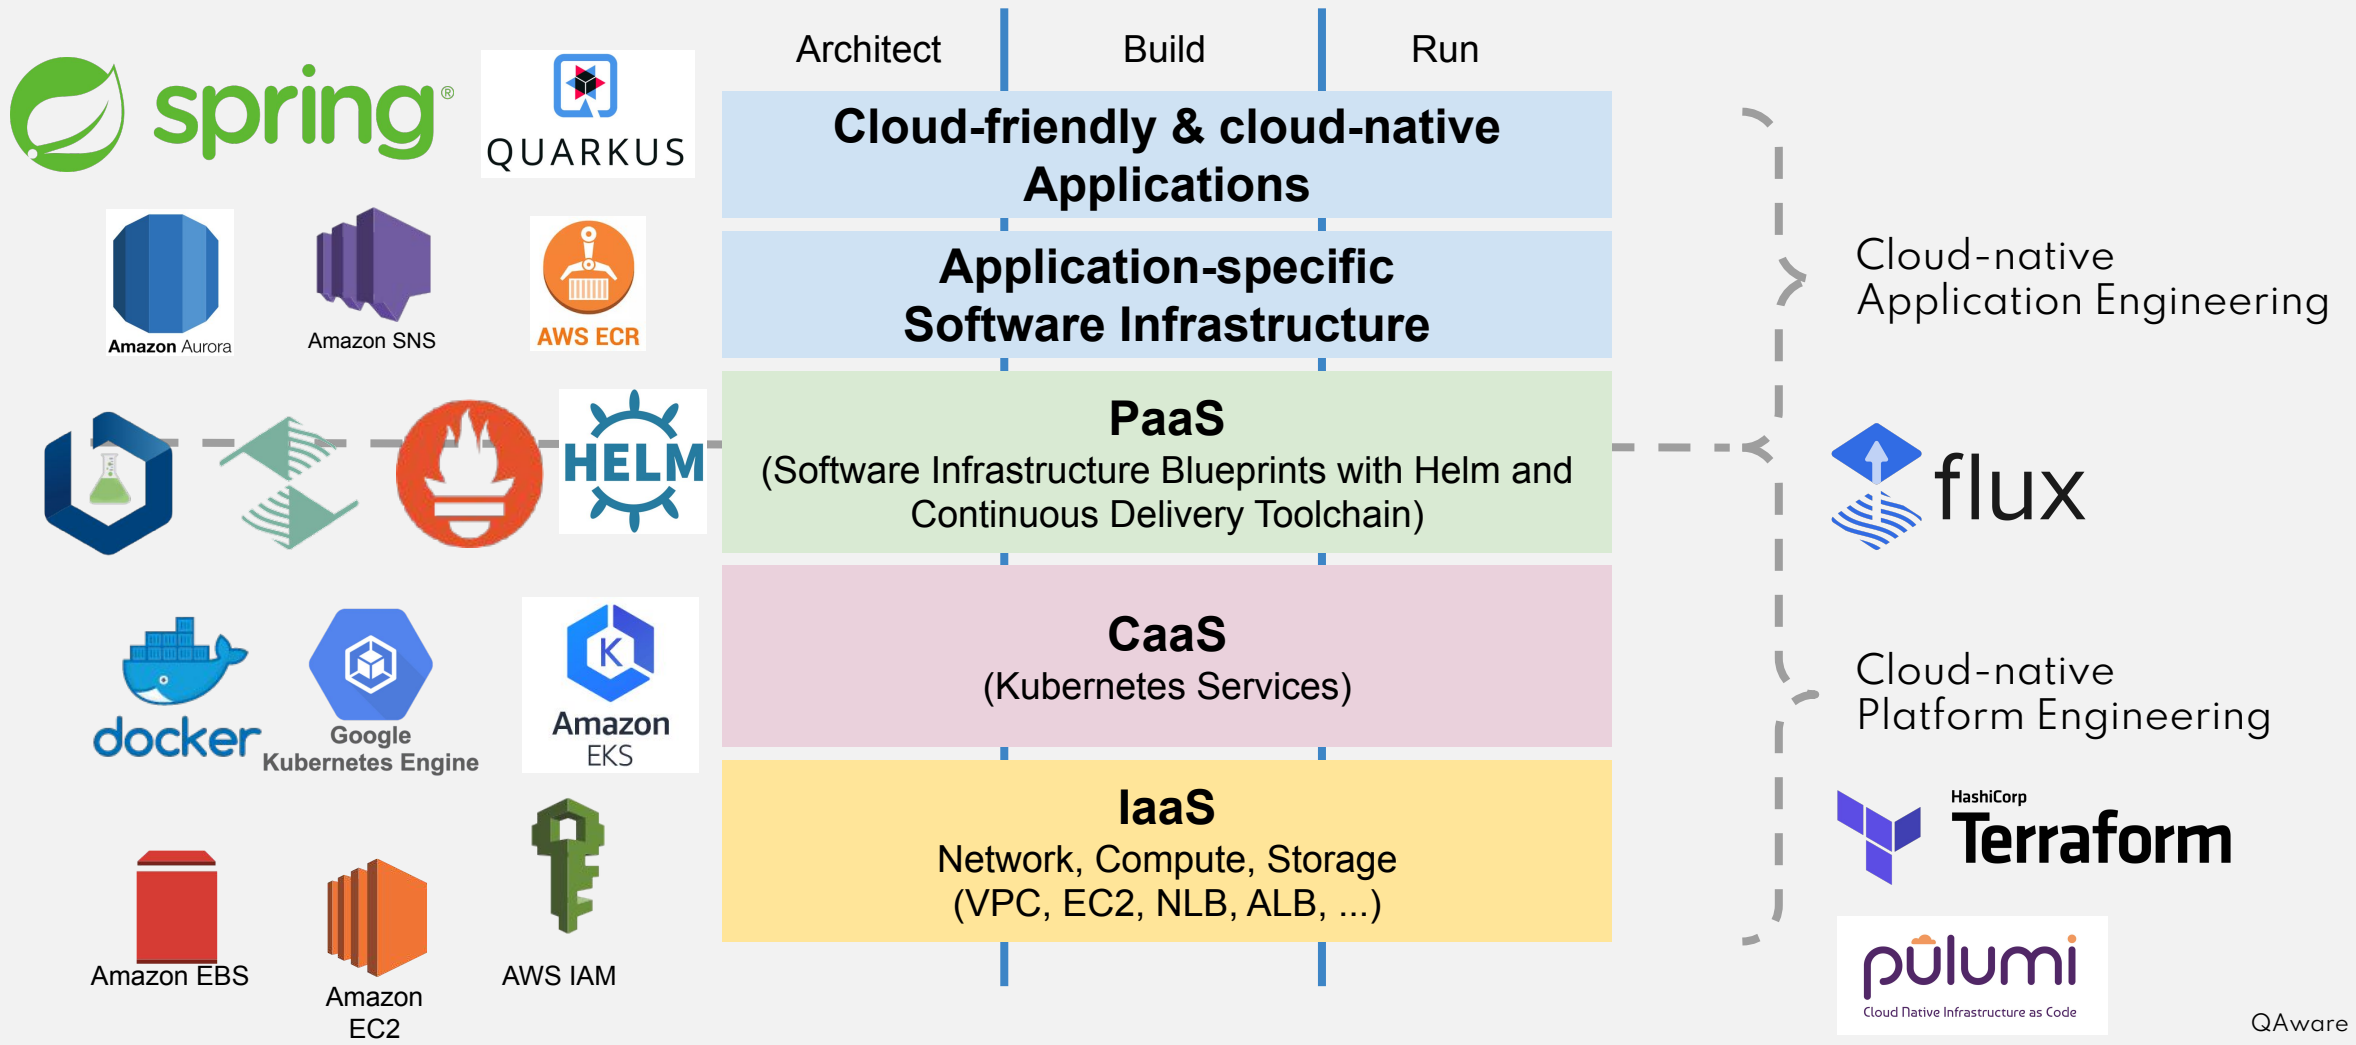 Architect
Build
Run
spring®
QUARKUS
Cloud-friendly & cloud-native
Applications
Amazon Aurora
Amazon SNS
AWS ECR
Application-specific
Software Infrastructure
Cloud-native
Application Engineering
HELM
PaaS
(Software Infrastructure Blueprints with Helm and
Continuous Delivery Toolchain)
flux
docker
Google
Kubernetes Engine
K
Amazon
EKS
CaaS
(Kubernetes Services)
Cloud-native
Platform Engineering
Amazon EBS
Amazon
EC2
AWS IAM
IaaS
Network, Compute, Storage
(VPC, EC2, NLB, ALB, ...)
HashiCorp
Terraform
pulumi
Cloud Native Infrastructure as Code
QAware